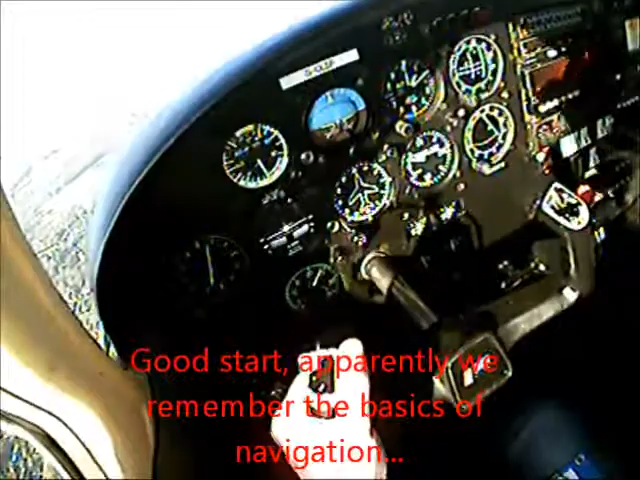 Good start, apparently we
remember the basics of
navigation...